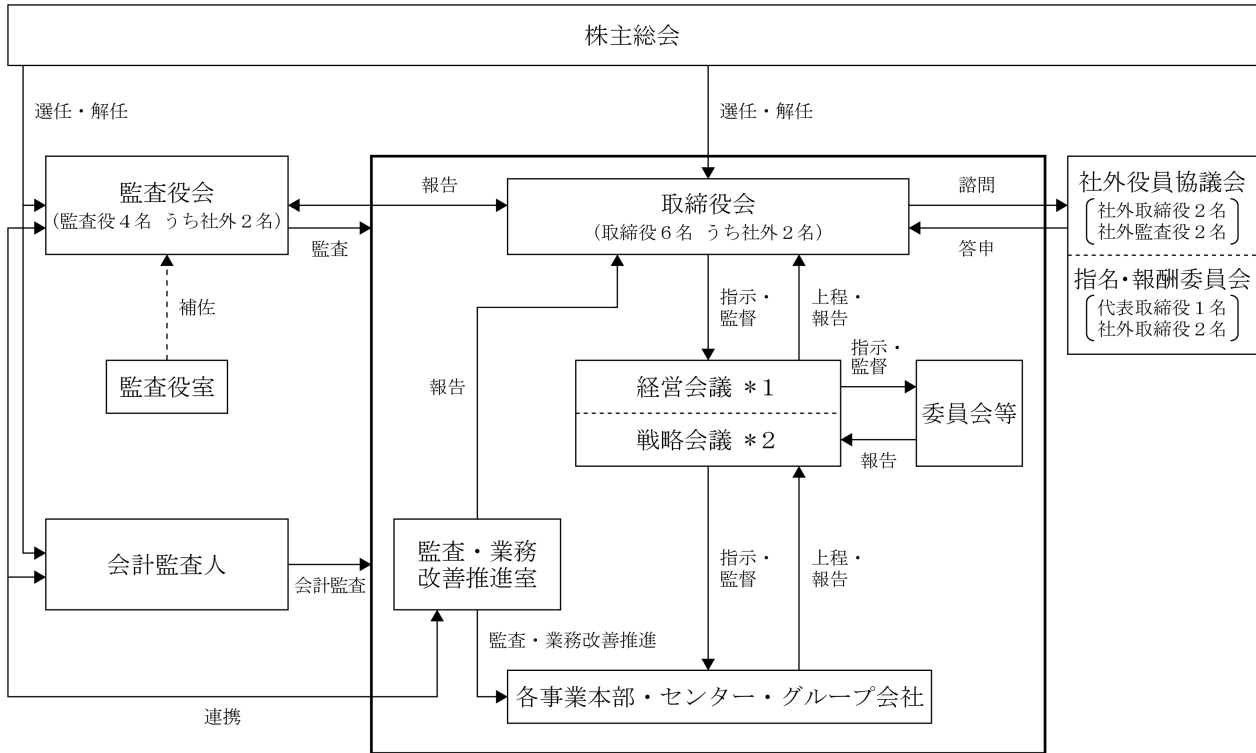 株主総会
選任・解任
選任・解任
監査役会
(監査役4名 うち社外2名)
報告
監査
取締役会
(取締役6名 うち社外2名)
諮問
答申
社外役員協議会
社外取締役2名
社外監査役2名
指名・報酬委員会
代表取締役1名
社外取締役2名
補佐
監査役室
報告
指示・
監督
上程・
報告
経営会議 *1
戦略会議 *2
指示・
監督
報告
委員会等
会計監査人
会計監査
監査・業務
改善推進室
監査・業務改善推進
指示・
監督
上程・
報告
各事業本部・センター・グループ会社
連携